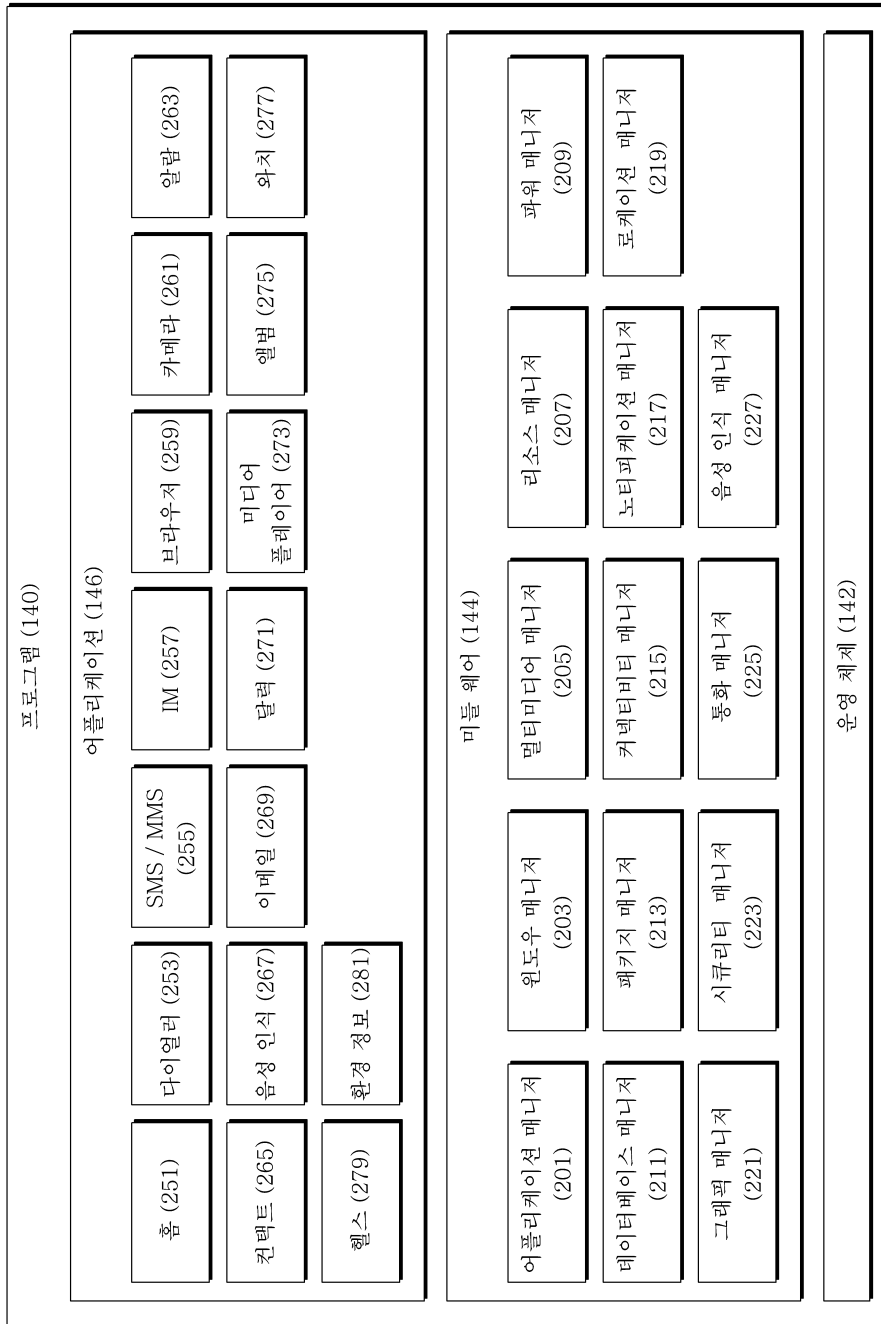 프로그램 (140)
어플리케이션 (146)
홈 (251)
다이얼러 (253)
SMS / MMS
(255)
IM (257)
브라우저 (259)
카메라 (261)
알람 (263)
컨택트 (265)
음성 인식 (267)
이메일 (269)
달력 (271)
미디어
플레이어 (273)
앨범 (275)
와치 (277)
헬스 (279)
환경 정보 (281)
미들 웨어 (144)
어플리케이션 매니저
(201)
윈도우 매니저
(203)
멀티미디어 매니저
(205)
리소스 매니저
(207)
파워 매니저
(209)
데이터베이스 매니저
(211)
패키지 매니저
(213)
커넥티비티 매니저
(215)
노티피케이션 매니저
(217)
로케이션 매니저
(219)
그래픽 매니저
(221)
시큐리티 매니저
(223)
통화 매니저
(225)
음성 인식 매니저
(227)
운영 체제 (142)